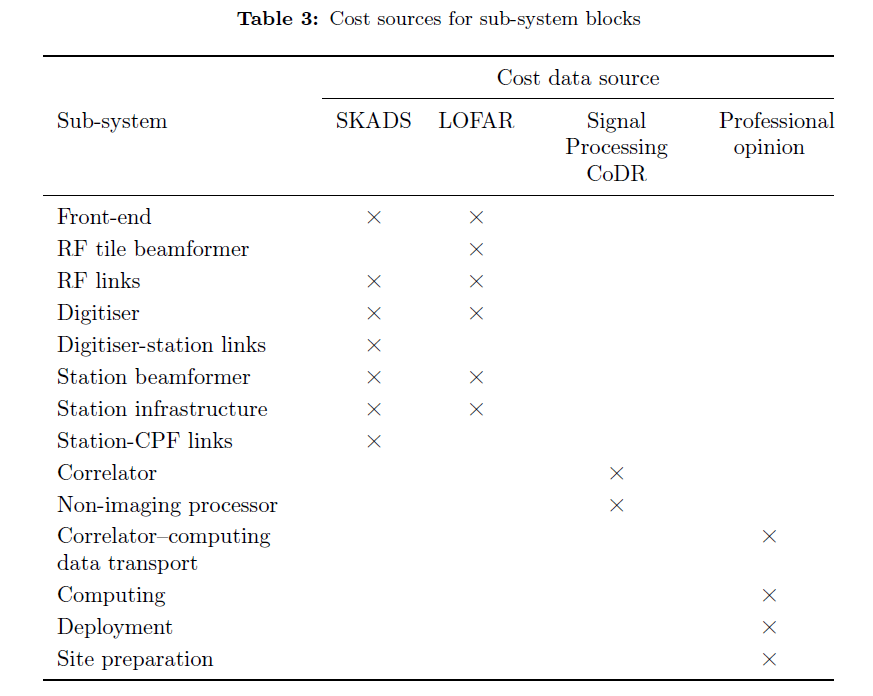 Table 3: Cost sources for sub-system blocks
Cost data source
Sub-system SKADS LOFAR Signal Professional
Processing opinion
CoDR
Front-end × ×
RF tile beamformer ×
RF links × ×
Digitiser × ×
Digitiser-station links ×
Station beamformer × ×
Station infrastructure × ×
Station-CPF links ×
Correlator ×
Non-imaging processor ×
Correlator–computing ×
data transport
Computing ×
Deployment ×
Site preparation ×